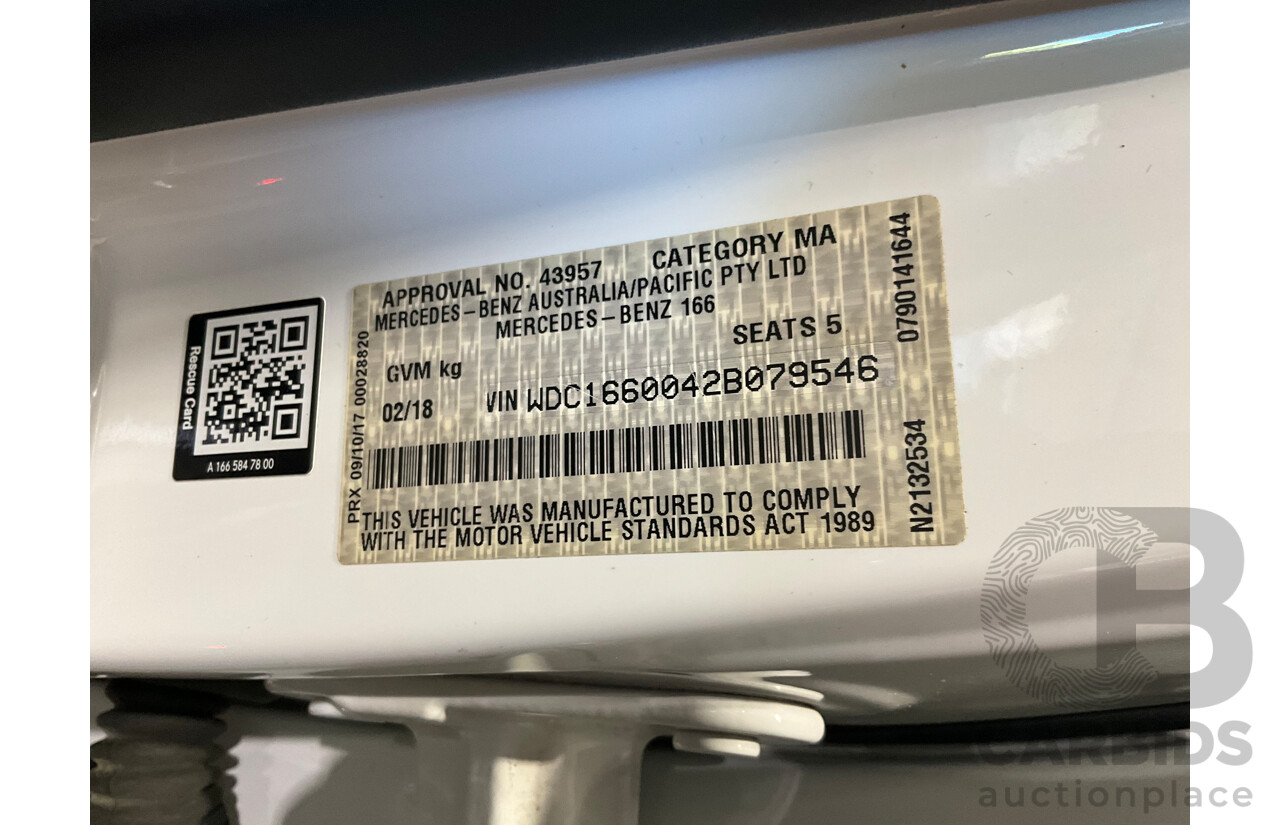 APPROVAL NO. 43957 CATEGORY MA
MERCEDES-BENZ AUSTRALIA/PACIFIC PTY LTD
MERCEDES-BENZ 166
SEATS 5
GVM kg
02/18
VIN WDC1660042B079546
THIS VEHICLE WAS MANUFACTURED TO COMPLY
WITH THE MOTOR VEHICLE STANDARDS ACT 1989
PRX 09/10/17 00028820
0790141644
N2132534
Rescue Card
A 166 584 78 00
CB
CARBIDS
auctionplace